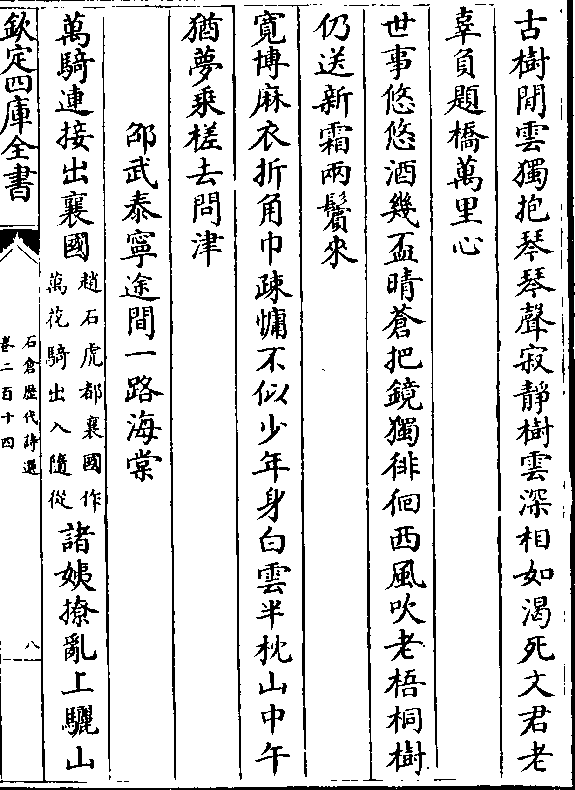 古樹閒雲獨抱琴琴聲寂靜樹雲深相如渴死文君老
辜負題橋萬里心
世事悠悠酒幾盃晴蒼把鏡獨徘徊西風吹老梧桐樹
仍送新霜兩鬢來
寛博麻衣折角巾疎慵不似少年身白雲半枕山中午
猶夢乘槎去問津
邵武泰寧途間一路海棠
萬騎連接出襄國趙石虎都襄國作
萬花騎出入隨從諸姨撩亂上驪山
欽定四庫全書
石倉歴代詩選
卷二百十四
八